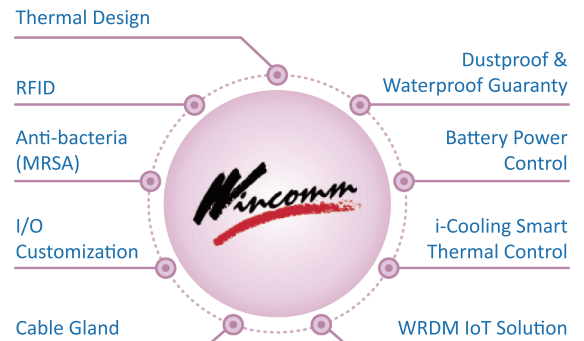 Thermal Design
RFID
Anti-bacteria
(MRSA)
I/O
Customization
Cable Gland
Wincomm
Dustproof &
Waterproof Guaranty
Battery Power
Control
i-Cooling Smart
Thermal Control
WRDM IoT Solution